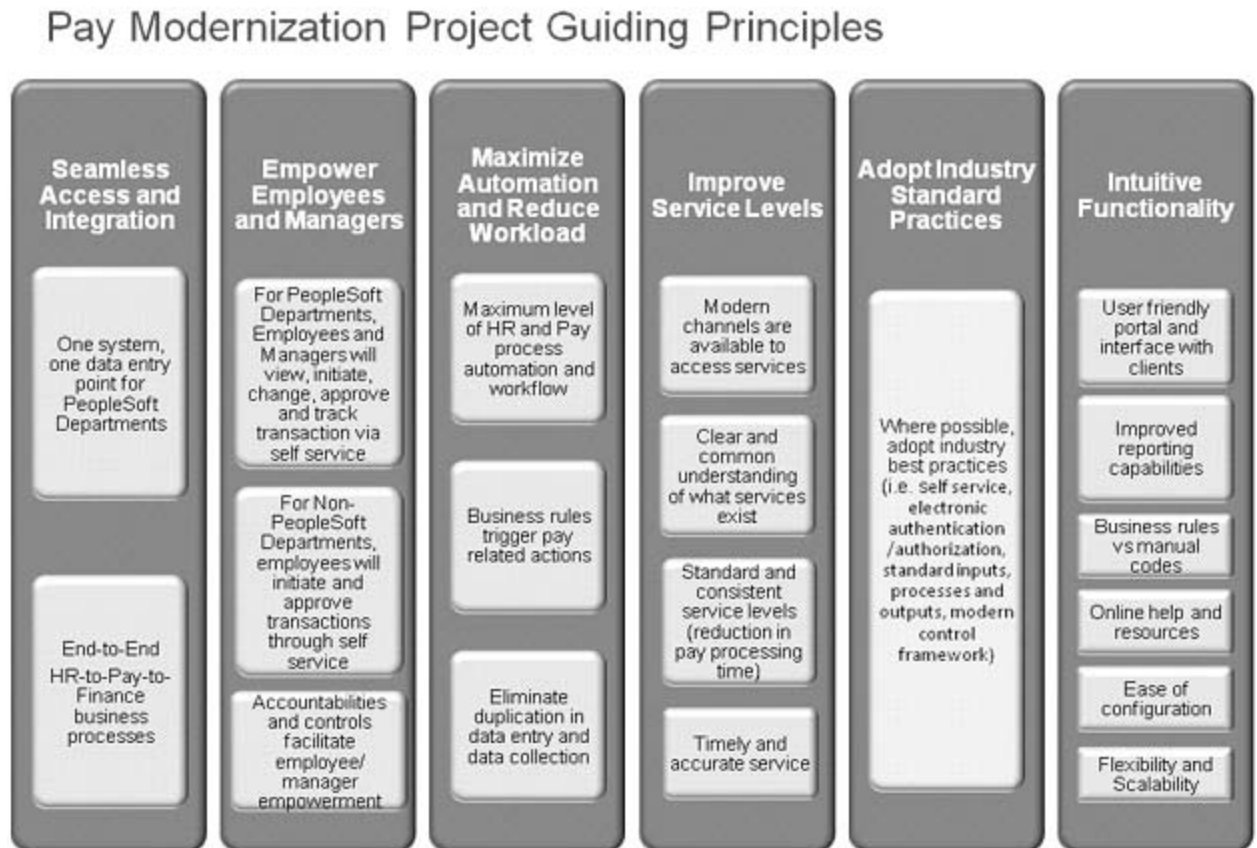 Pay Modernization Project Guiding Principles
Seamless
Access and
Integration
One system,
one data entry
point for
PeopleSoft
Departments
End-to-End
HR-to-Pay-to-
Finance
business
processes
Empower
Employees
and Managers
For PeopleSoft
Departments,
Employees and
Managers will
view, initiate,
change, approve
and track
transaction via
self service
For Non-
PeopleSoft
Departments,
employees will
initiate and
approve
transactions
through self
service
Accountabilities
and controls
facilitate
employee/
manager
empowerment
Maximize
Automation
and Reduce
Workload
Maximum level
of HR and Pay
process
automation and
workflow
Business rules
trigger pay
related actions
Eliminate
duplication in
data entry and
data collection
Improve
Service Levels
Modern
channels are
available to
access services
Clear and
common
understanding
of what services
exist
Standard and
consistent
service levels
(reduction in
pay processing
time)
Timely and
accurate service
Adopt Industry
Standard
Practices
Where possible,
adopt industry
best practices
(i.e. self service,
electronic
authentication
/authorization,
standard inputs,
processes and
outputs, modern
control
framework)
Intuitive
Functionality
User friendly
portal and
interface with
clients
Improved
reporting
capabilities
Business rules
vs manual
codes
Online help and
resources
Ease of
configuration
Flexibility and
Scalability